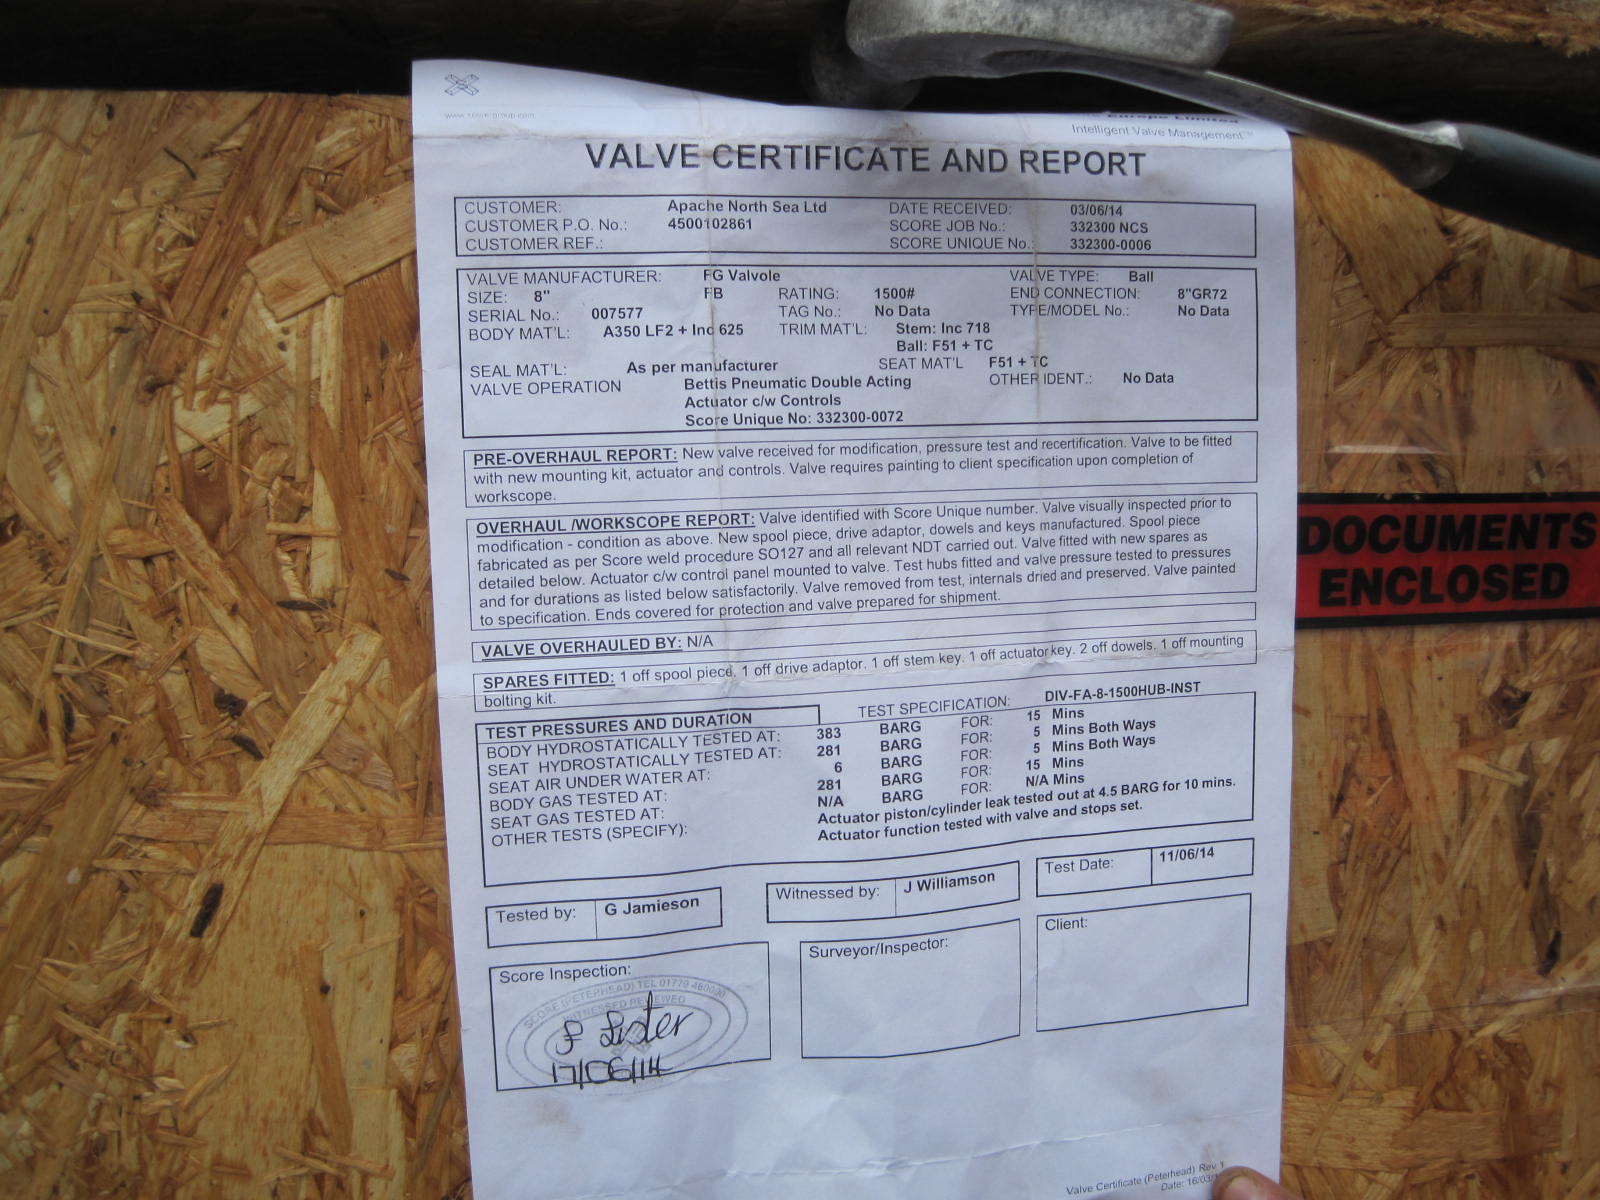 www.score-group.com
Europe Limited
Intelligent Valve Management™
VALVE CERTIFICATE AND REPORT
CUSTOMER: Apache North Sea Ltd DATE RECEIVED: 03/06/14
CUSTOMER P.O. No.: 4500102861 SCORE JOB No.: 332300 NCS
CUSTOMER REF.: SCORE UNIQUE No.: 332300-0006
VALVE MANUFACTURER: FG Valvole VALVE TYPE: Ball
SIZE: 8" FB RATING: 1500# END CONNECTION: 8"GR72
SERIAL No.: 007577 TAG No.: No Data TYPE/MODEL No.: No Data
BODY MAT'L: A350 LF2 + Inc 625 TRIM MAT'L: Stem: Inc 718
Ball: F51 + TC
SEAL MAT'L: As per manufacturer SEAT MAT'L F51 + TC
VALVE OPERATION Bettis Pneumatic Double Acting OTHER IDENT.: No Data
Actuator c/w Controls
Score Unique No: 332300-0072
PRE-OVERHAUL REPORT: New valve received for modification, pressure test and recertification. Valve to be fitted
with new mounting kit, actuator and controls. Valve requires painting to client specification upon completion of
workscope.
OVERHAUL /WORKSCOPE REPORT: Valve identified with Score Unique number. Valve visually inspected prior to
modification - condition as above. New spool piece, drive adaptor, dowels and keys manufactured. Spool piece
fabricated as per Score weld procedure SO127 and all relevant NDT carried out. Valve fitted with new spares as
detailed below. Actuator c/w control panel mounted to valve. Test hubs fitted and valve pressure tested to pressures
and for durations as listed below satisfactorily. Valve removed from test, internals dried and preserved. Valve painted
to specification. Ends covered for protection and valve prepared for shipment.
VALVE OVERHAULED BY: N/A
SPARES FITTED: 1 off spool piece. 1 off drive adaptor. 1 off stem key. 1 off actuator key. 2 off dowels. 1 off mounting
bolting kit.
TEST PRESSURES AND DURATION TEST SPECIFICATION: DIV-FA-8-1500HUB-INST
BODY HYDROSTATICALLY TESTED AT: 383 BARG FOR: 15 Mins
SEAT HYDROSTATICALLY TESTED AT: 281 BARG FOR: 5 Mins Both Ways
SEAT AIR UNDER WATER AT: 6 BARG FOR: 5 Mins Both Ways
BODY GAS TESTED AT: 281 BARG FOR: 15 Mins
SEAT GAS TESTED AT: N/A BARG FOR: N/A Mins
OTHER TESTS (SPECIFY): Actuator piston/cylinder leak tested out at 4.5 BARG for 10 mins.
Actuator function tested with valve and stops set.
Tested by: G Jamieson Witnessed by: J Williamson Test Date: 11/06/14
Score Inspection: Surveyor/Inspector: Client:
SCORE (PETERHEAD) TEL 01779 480000
WITNESSED REVIEWED
F Lister
17/06/14
Valve Certificate (Peterhead) Rev 1
Date: 16/03/
DOCUMENTS
ENCLOSED